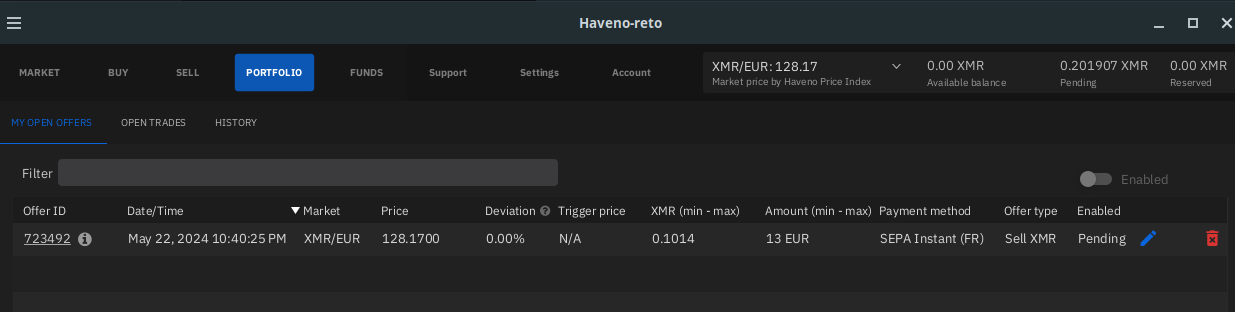 Haveno-reto
MARKET BUY SELL PORTFOLIO FUNDS Support Settings Account XMR/EUR: 128.17 0.00 XMR 0.201907 XMR 0.00 XMR
Market price by Haveno Price Index Available balance Pending Reserved
MY OPEN OFFERS OPEN TRADES HISTORY
Filter Enabled
Offer ID Date/Time Market Price Deviation Trigger price XMR (min - max) Amount (min - max) Payment method Offer type Enabled
723492 May 22, 2024 10:40:25 PM XMR/EUR 128.1700 0.00% N/A 0.1014 13 EUR SEPA Instant (FR) Sell XMR Pending